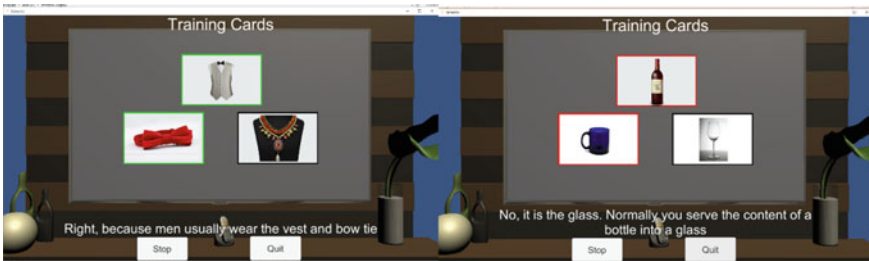 Training Cards
Right, because men usually wear the vest and bow tie
Stop
Quit
Training Cards
No, it is the glass. Normally you serve the content of a
bottle into a glass
Stop
Quit